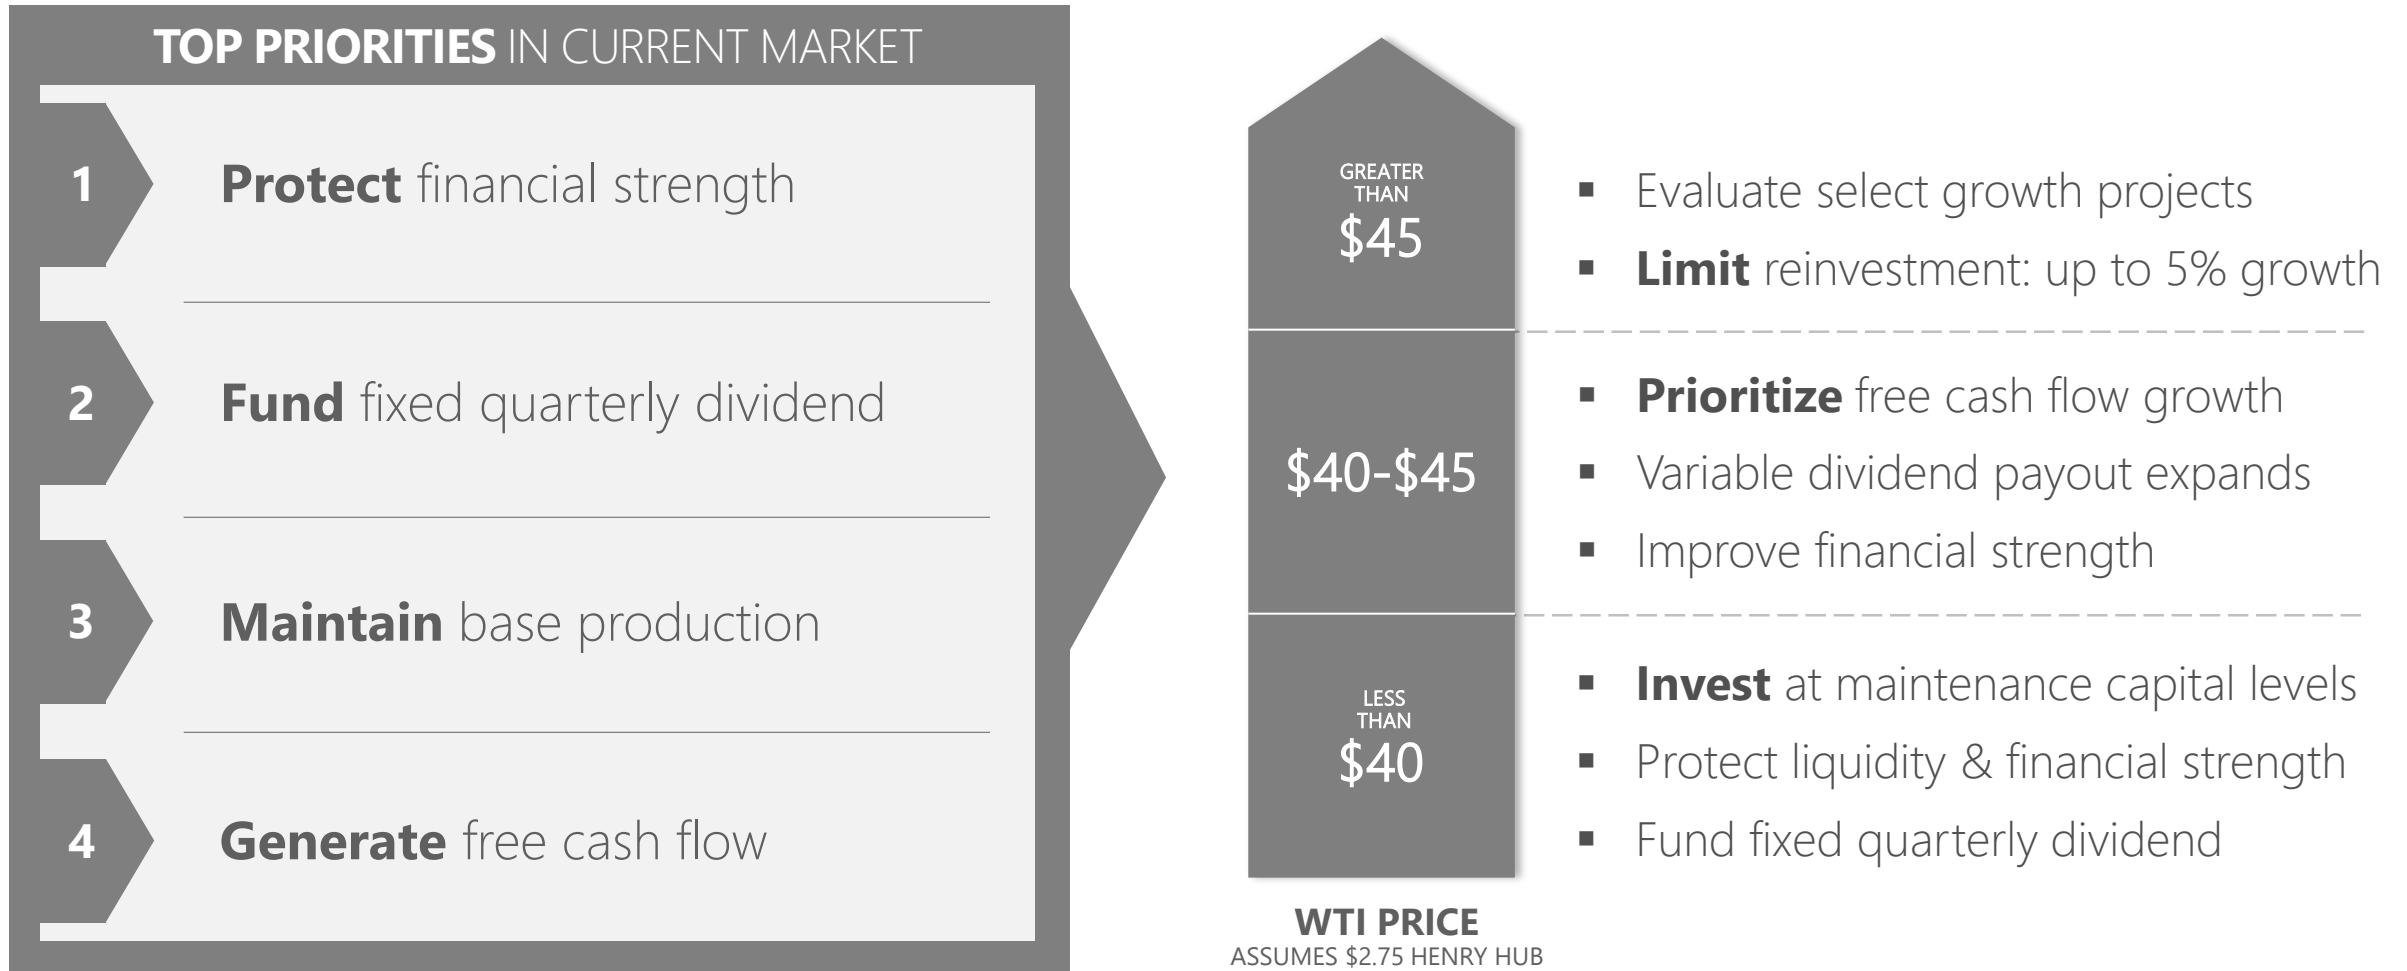 TOP PRIORITIES IN CURRENT MARKET
1
Protect financial strength
2
Fund fixed quarterly dividend
3
Maintain base production
4
Generate free cash flow
GREATER
THAN
$45
▪ Evaluate select growth projects
▪ Limit reinvestment: up to 5% growth
$40-$45
▪ Prioritize free cash flow growth
▪ Variable dividend payout expands
▪ Improve financial strength
LESS
THAN
$40
▪ Invest at maintenance capital levels
▪ Protect liquidity & financial strength
▪ Fund fixed quarterly dividend
WTI PRICE
ASSUMES $2.75 HENRY HUB